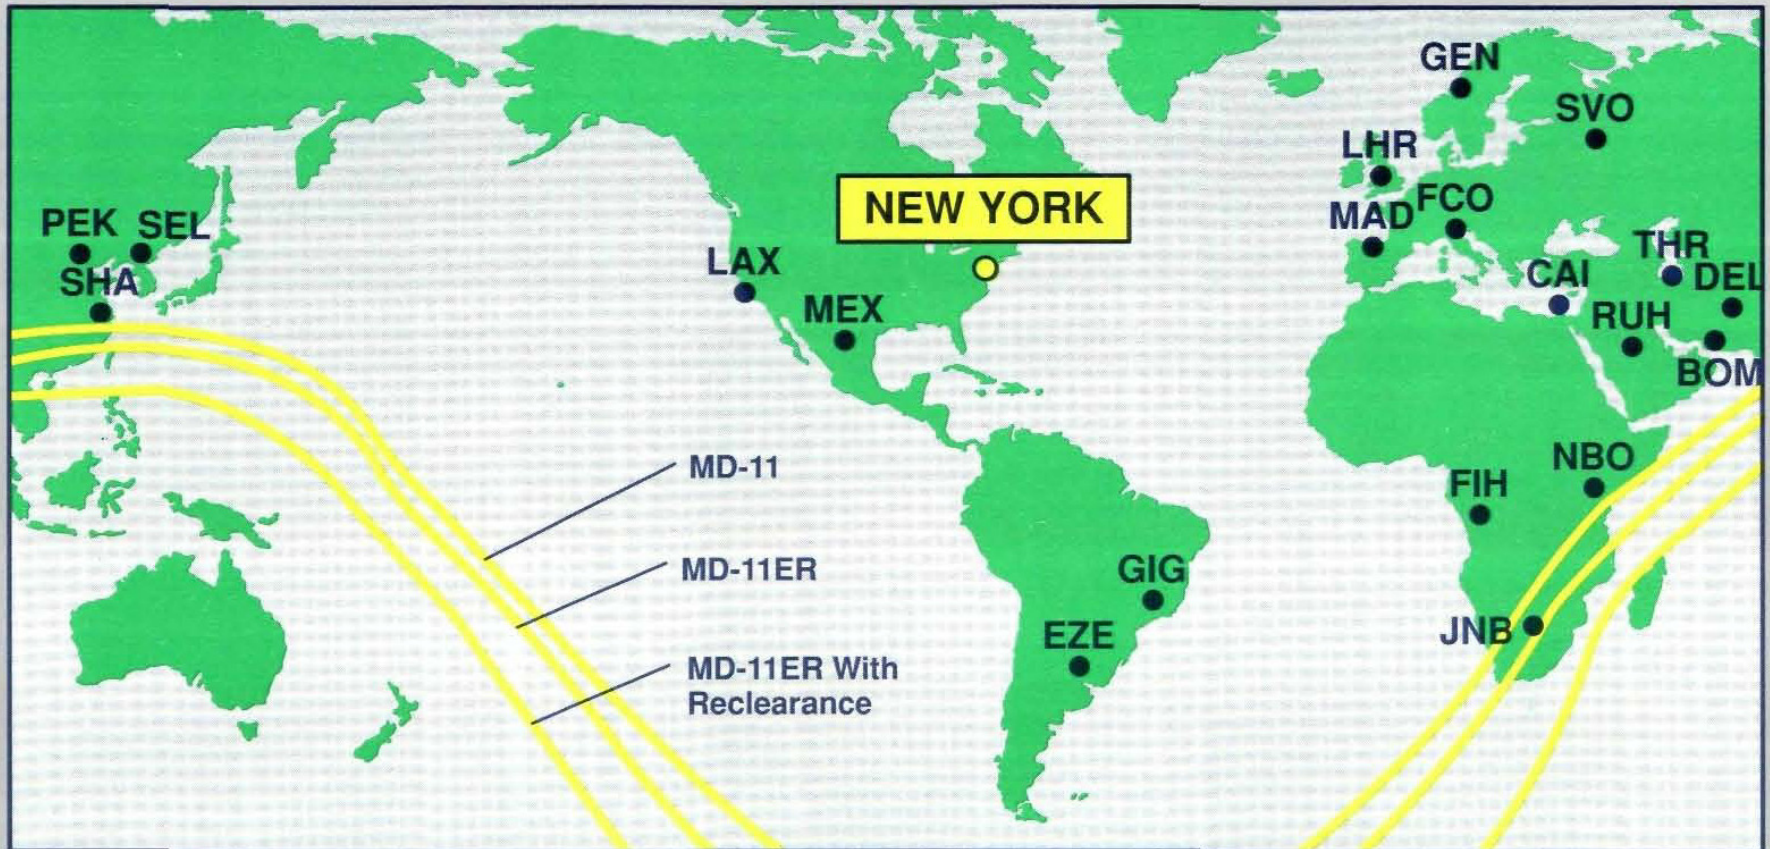 GEN
SVO
LHR
NEW YORK
FCO
MAD
PEK
SEL
THR
LAX
CAI
DEL
SHA
MEX
RUH
BOM
MD-11
NBO
FIH
MD-11ER
GIG
JNB
EZE
MD-11ER With
Reclearance